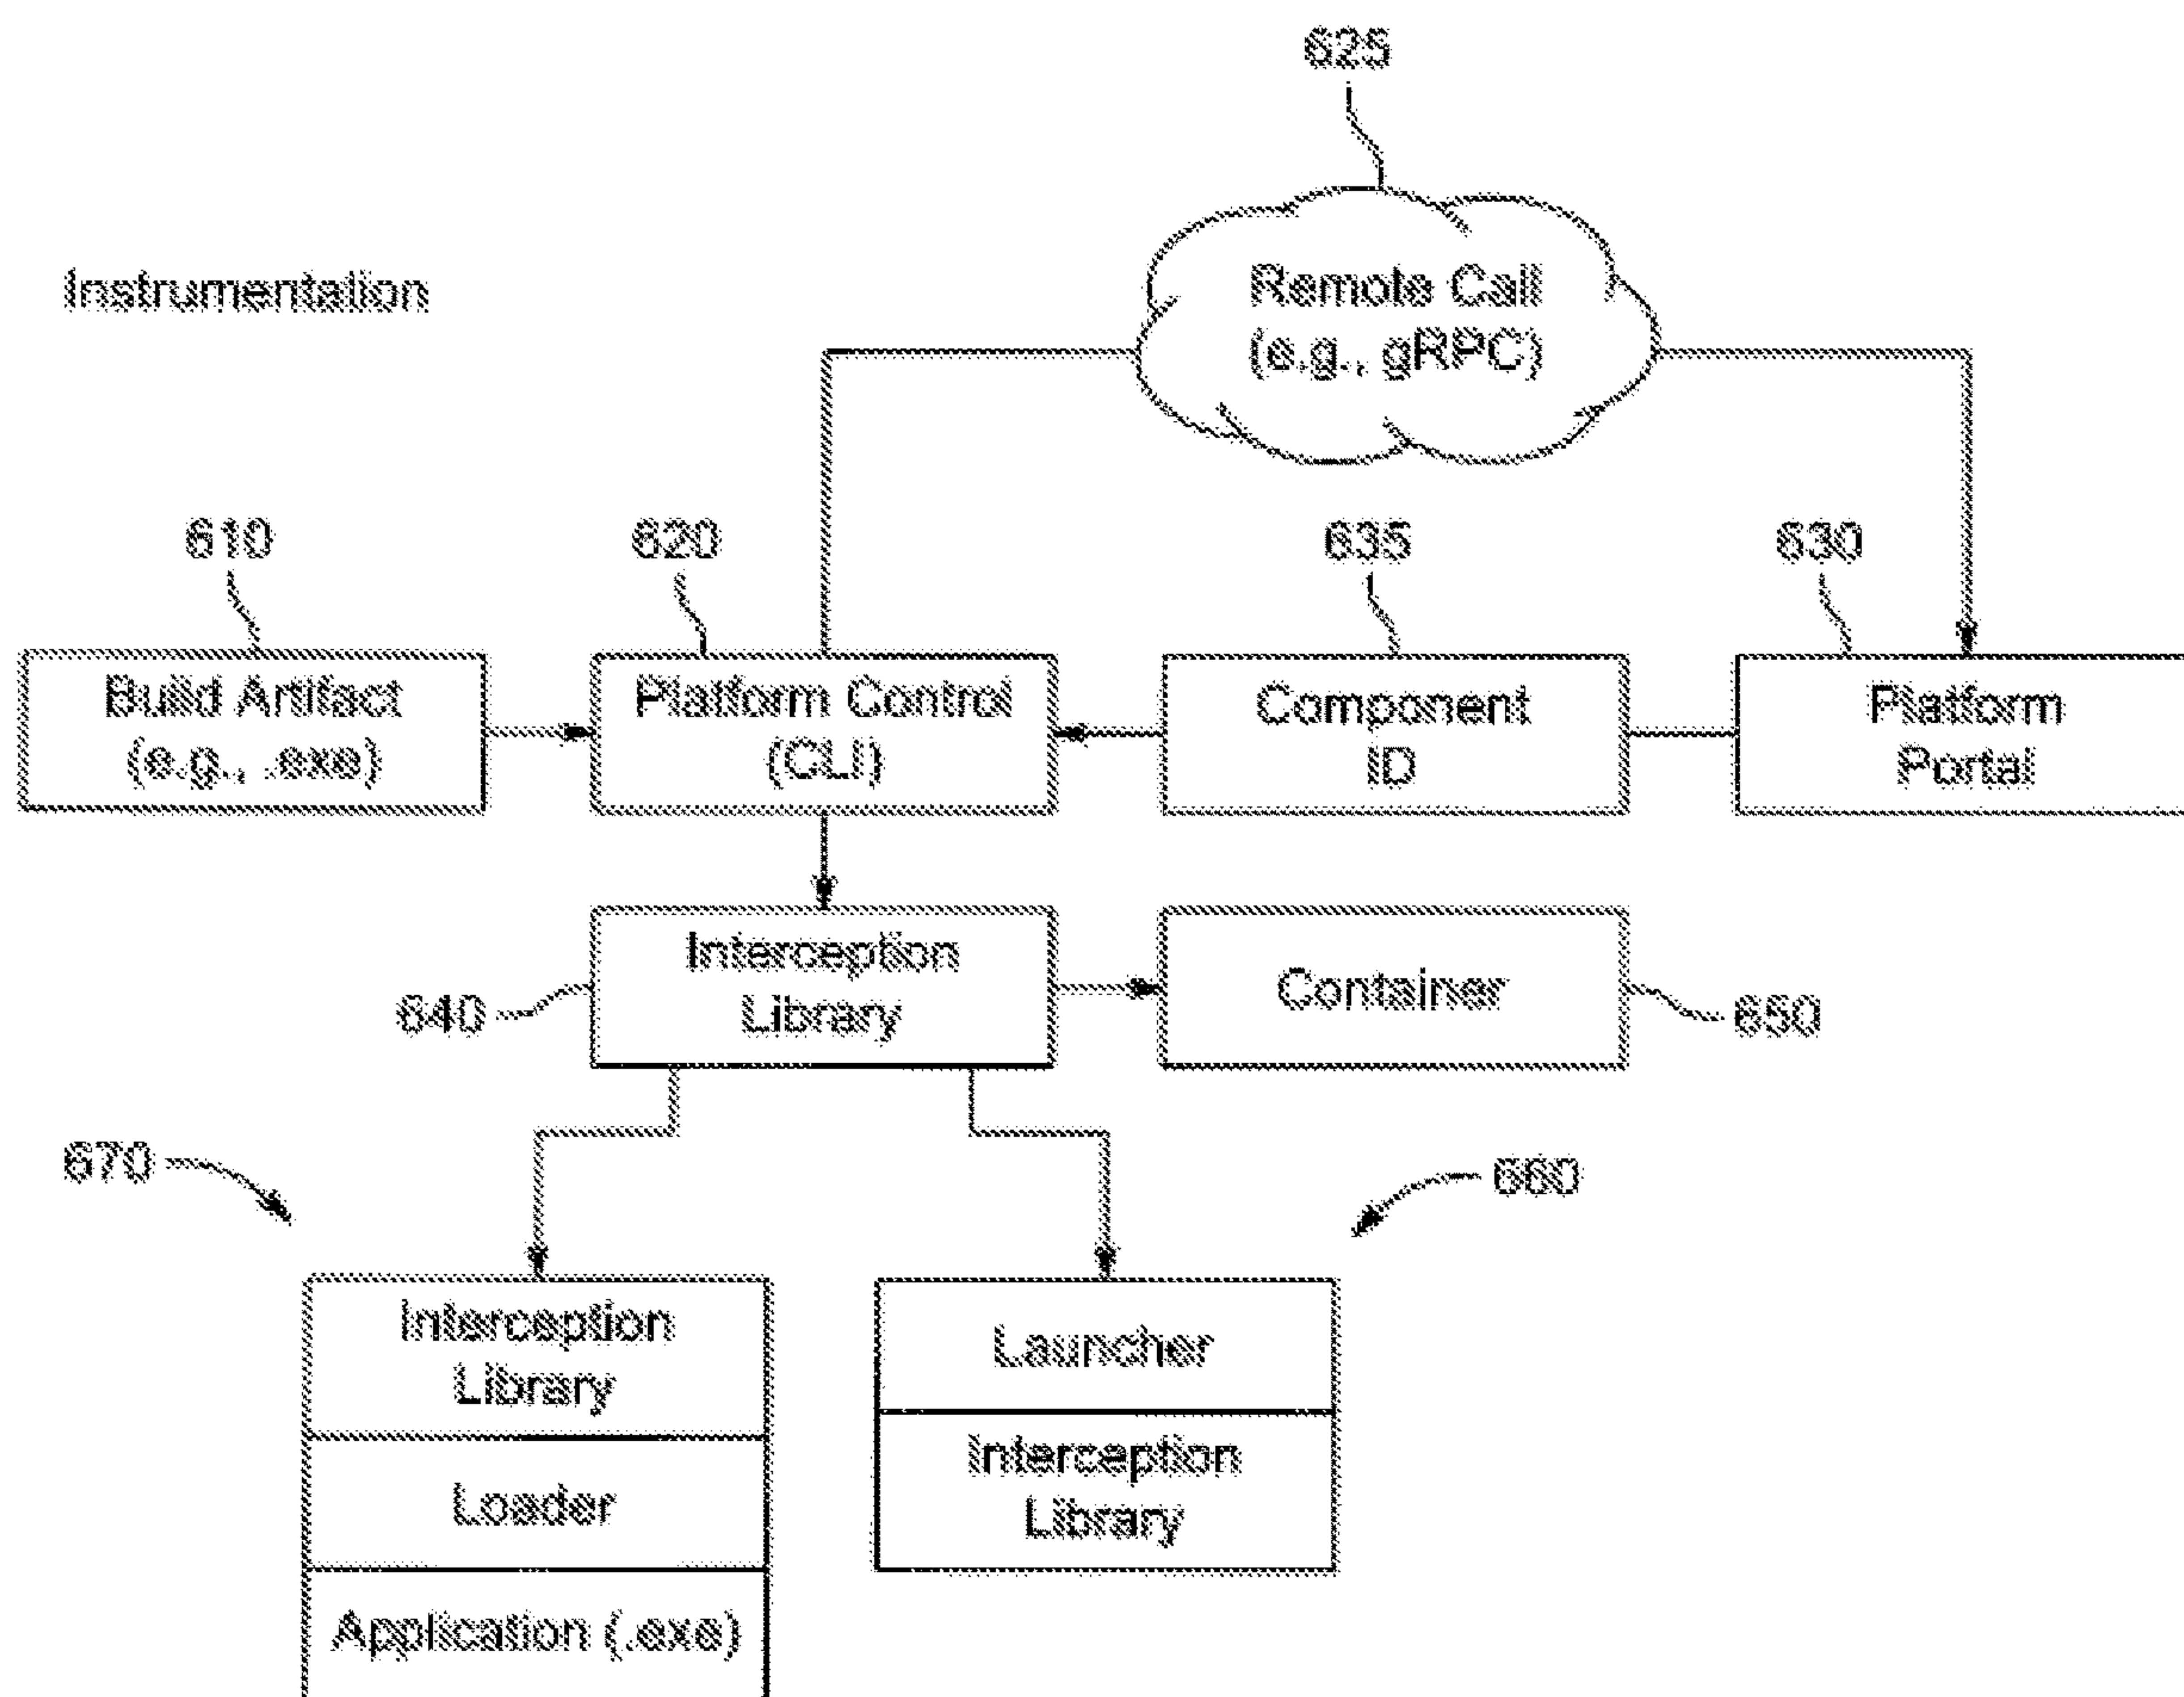 625
Instrumentation
Remote Call
(e.g., gRPC)
610
620
635
630
Build Artifact
(e.g., .exe)
Platform Control
(CLI)
Component
ID
Platform
Portal
Interception
Library
640
Container
650
670
660
Interception
Library
Loader
Application (.exe)
Launcher
Interception
Library